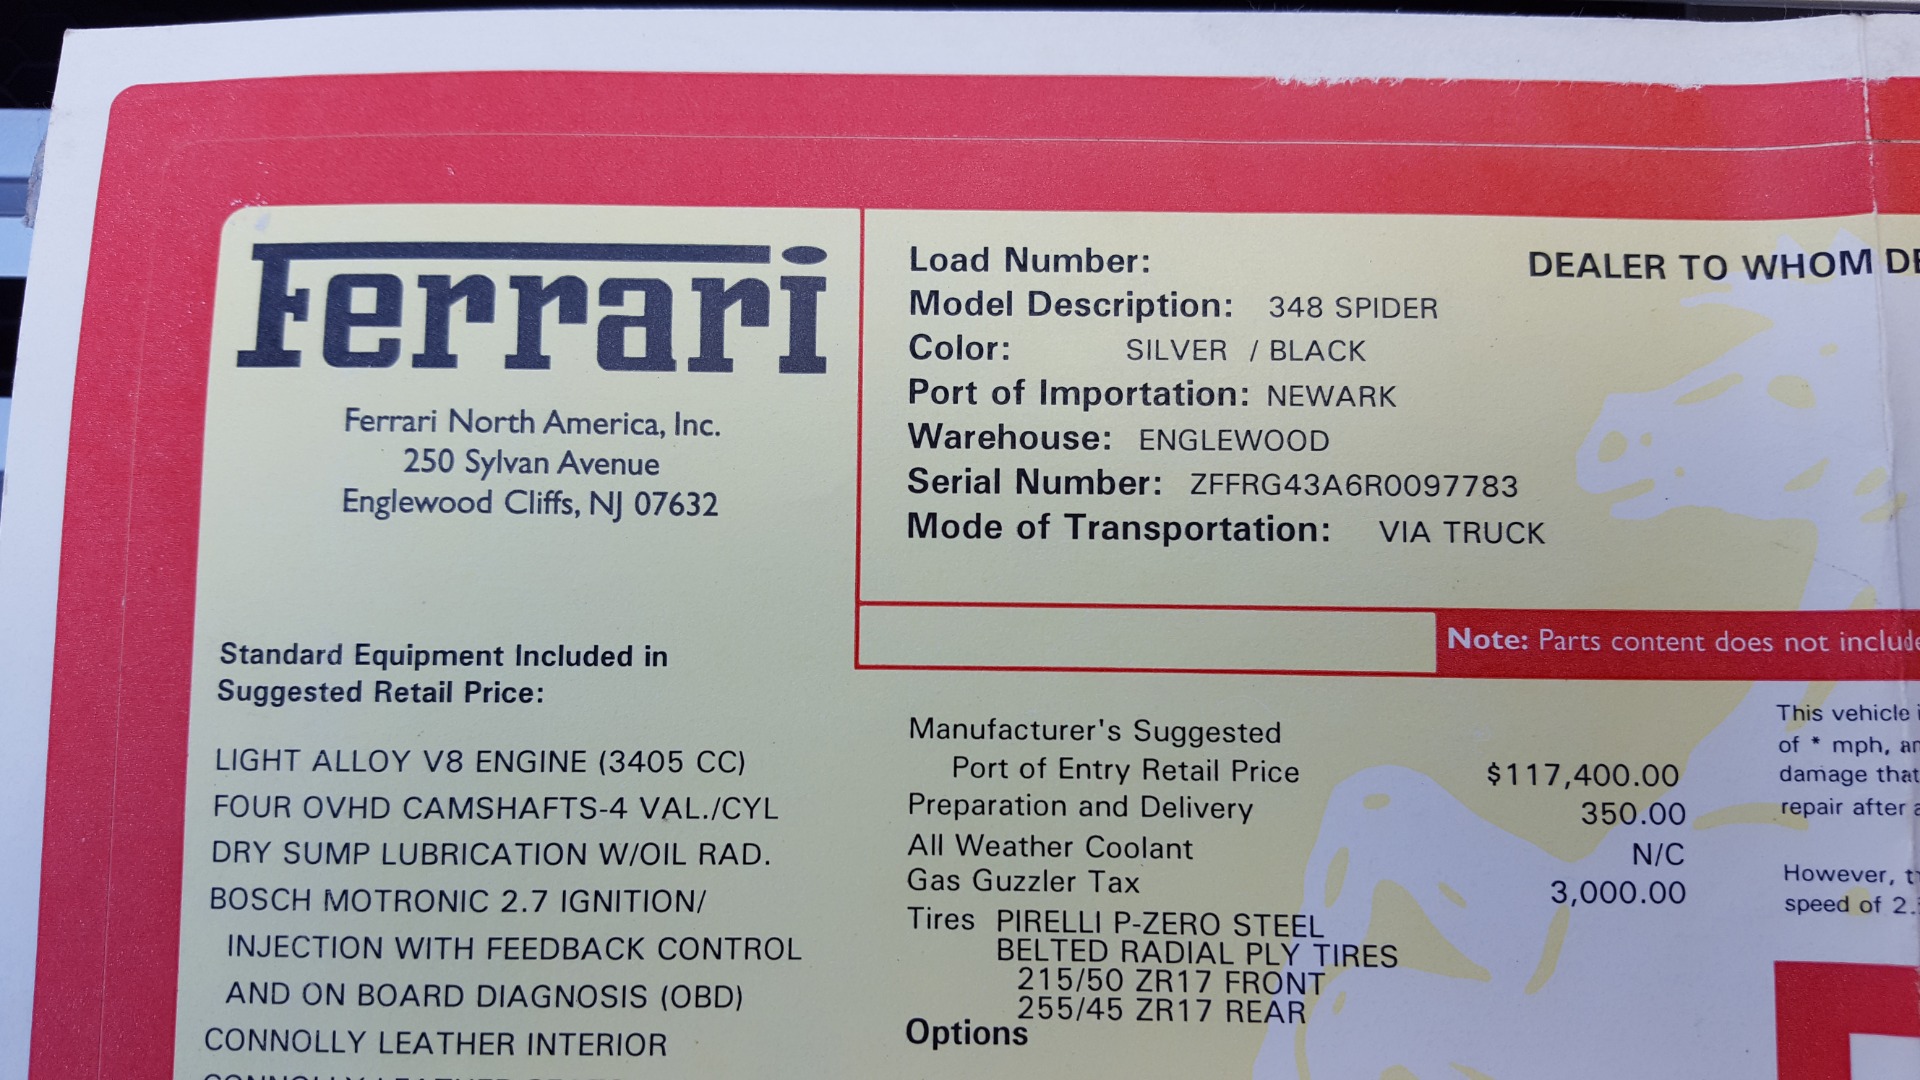 Ferrari
Ferrari North America, Inc.
250 Sylvan Avenue
Englewood Cliffs, NJ 07632
Standard Equipment Included in
Suggested Retail Price:
LIGHT ALLOY V8 ENGINE (3405 CC)
FOUR OVHD CAMSHAFTS-4 VAL./CYL
DRY SUMP LUBRICATION W/OIL RAD.
BOSCH MOTRONIC 2.7 IGNITION/
INJECTION WITH FEEDBACK CONTROL
AND ON BOARD DIAGNOSIS (OBD)
CONNOLLY LEATHER INTERIOR
Load Number:
Model Description: 348 SPIDER
Color: SILVER / BLACK
Port of Importation: NEWARK
Warehouse: ENGLEWOOD
Serial Number: ZFFRG43A6R0097783
Mode of Transportation: VIA TRUCK
DEALER TO WHOM
Note: Parts content does not
Manufacturer's Suggested
Port of Entry Retail Price $117,400.00
Preparation and Delivery 350.00
All Weather Coolant N/C
Gas Guzzler Tax 3,000.00
Tires PIRELLI P-ZERO STEEL
BELTED RADIAL PLY TIRES
215/50 ZR17 FRONT
255/45 ZR17 REAR
Options
This vehicle
of * mph,
damage that
repair after
However,
speed of